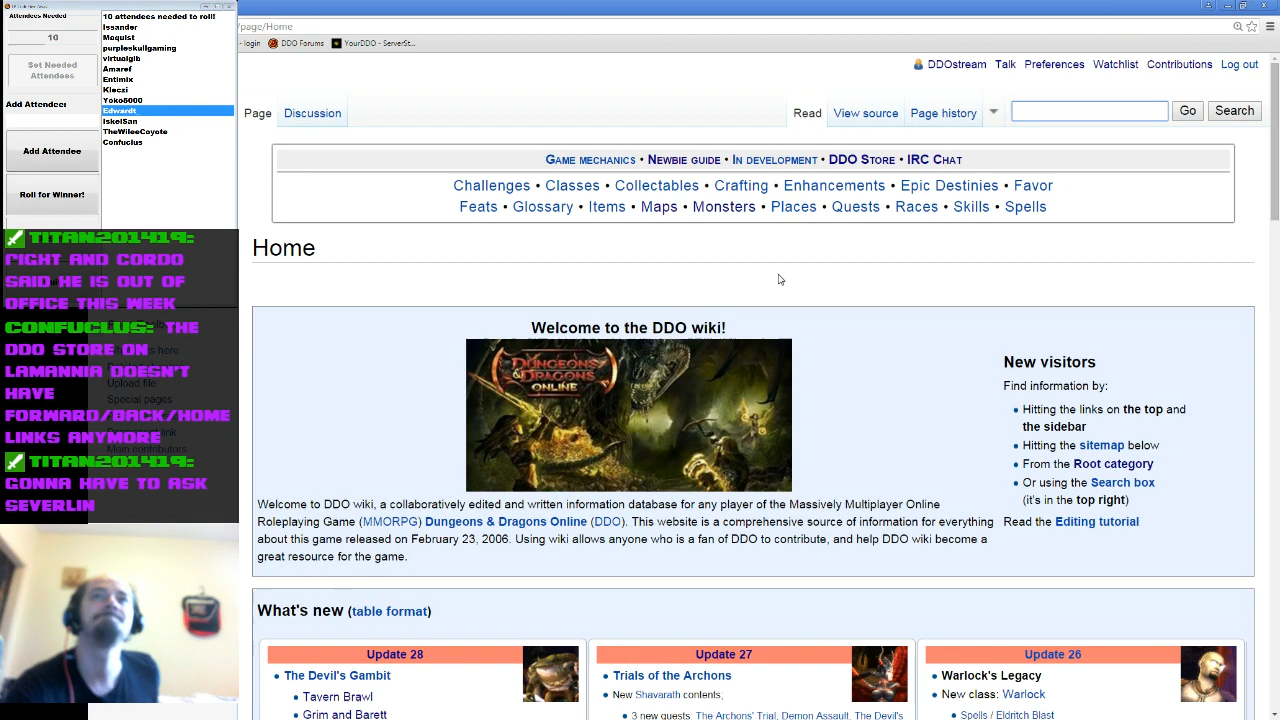 Attendees Needed
10
Set Needed
Attendees
Add Attendee:
Add Attendee
Roll for Winner!
10 attendees needed to roll!
Issander
Moquist
purpleskullgaming
virtualgib
Amaref
Entimix
Kleczi
Yoko5000
Edwardt
IskelSan
TheWileeCoyote
Confuclus
TITAN201419:
RIGHT AND CORDO
SAID HE IS OUT OF
OFFICE THIS WEEK
CONFUCLUS: THE
DDO STORE ON
LAMANNIA DOESN'T
HAVE
FORWARD/BACK/HOME
LINKS ANYMORE
TITAN201419:
GONNA HAVE TO ASK
SEVERLIN
Upload file
Special pages
Main contributors
/page/Home
- login DDO Forums YourDDO - ServerSt...
DDOstream Talk Preferences Watchlist Contributions Log out
Page Discussion Read View source Page history Go Search
Game mechanics • Newbie guide • In development • DDO Store • IRC Chat
Challenges • Classes • Collectables • Crafting • Enhancements • Epic Destinies • Favor
Feats • Glossary • Items • Maps • Monsters • Places • Quests • Races • Skills • Spells
Home
Welcome to the DDO wiki!
DUNGEONS
& DRAGONS
ONLINE
Welcome to DDO wiki, a collaboratively edited and written information database for any player of the Massively Multiplayer Online
Roleplaying Game (MMORPG) Dungeons & Dragons Online (DDO). This website is a comprehensive source of information for everything
about this game released on February 23, 2006. Using wiki allows anyone who is a fan of DDO to contribute, and help DDO wiki become a
great resource for the game.
New visitors
Find information by:
• Hitting the links on the top and
the sidebar
• Hitting the sitemap below
• From the Root category
• Or using the Search box
(it's in the top right)
Read the Editing tutorial
What's new (table format)
Update 28
• The Devil's Gambit
• Tavern Brawl
• Grim and Barett
Update 27
• Trials of the Archons
• New Shavarath contents;
• 3 new quests: The Archons' Trial, Demon Assault, The Devil's
Update 26
• Warlock's Legacy
• New class: Warlock
• Spells / Eldritch Blast